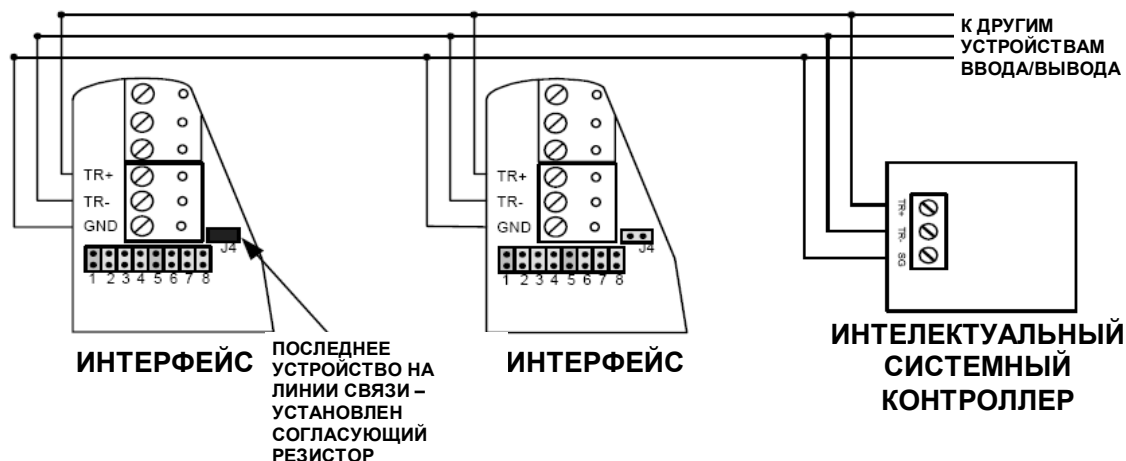 К ДРУГИМ
УСТРОЙСТВАМ
ВВОДА/ВЫВОДА
TR+
TR-
GND
J4
1 2 3 4 5 6 7 8
ИНТЕРФЕЙС
ПОСЛЕДНЕЕ
УСТРОЙСТВО НА
ЛИНИИ СВЯЗИ –
УСТАНОВЛЕН
СОГЛАСУЮЩИЙ
РЕЗИСТОР
TR+
TR-
GND
J4
1 2 3 4 5 6 7 8
ИНТЕРФЕЙС
TR+
TR-
SG
ИНТЕЛЕКТУАЛЬНЫЙ
СИСТЕМНЫЙ
КОНТРОЛЛЕР